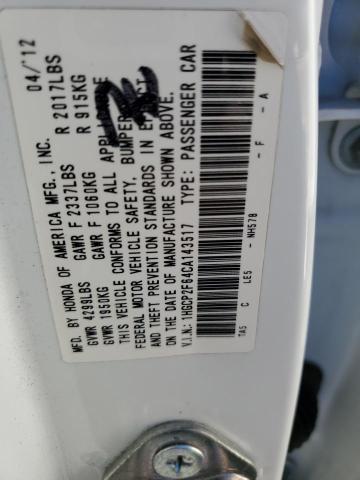 MFD. BY HONDA OF AMERICA MFG., INC. 04/12
GVWR 4299LBS GAWR F 2337LBS R 2017LBS
GVWR 1950KG GAWR F 1060KG R 915KG
THIS VEHICLE CONFORMS TO ALL APPLICABLE
FEDERAL MOTOR VEHICLE SAFETY, BUMPER,
AND THEFT PREVENTION STANDARDS IN EFFECT
ON THE DATE OF MANUFACTURE SHOWN ABOVE.
V.I.N.: 1HGCP2F64CA143517 TYPE: PASSENGER CAR
TA5 C LE5 NH578 - F - A